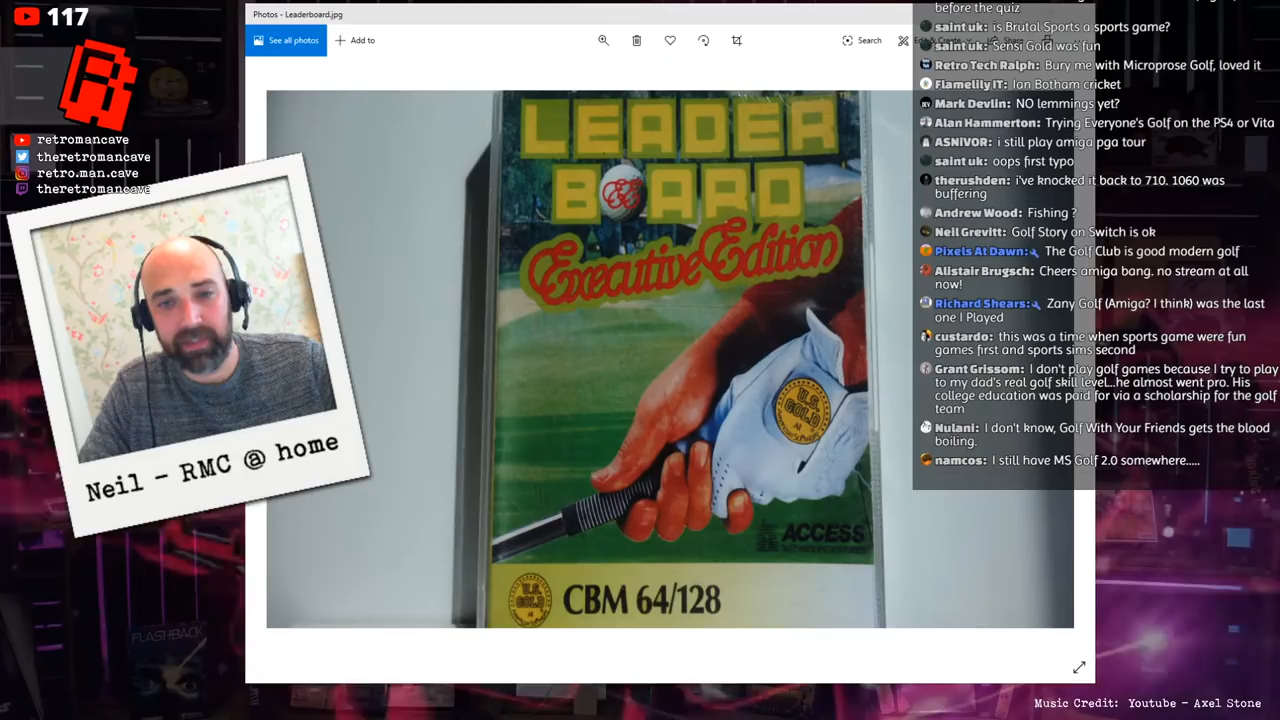 117
retromancave
theretromancave
retro.man.cave
theretromancave
Neil - RMC @ home
Photos - Leaderboard.jpg
See all photos
Add to
Search
Edit & Create
Share
LEADER
BOARD
Executive Edition
U.S.
GOLD
ACCESS
U.S.
GOLD
CBM 64/128
before the quiz
saint uk: is Brutal Sports a sports game?
saint uk: Sensi Gold was fun
Retro Tech Ralph: Bury me with Microprose Golf, loved it
Flamelily IT: Ian Botham cricket
Mark Devlin: NO lemmings yet?
Alan Hammerton: Trying Everyone's Golf on the PS4 or Vita
ASNiVOR: i still play amiga pga tour
saint uk: oops first typo
therushden: i've knocked it back to 710. 1060 was
buffering
Andrew Wood: Fishing ?
Neil Grevitt: Golf Story on Switch is ok
Pixels At Dawn: The Golf Club is good modern golf
Alistair Brugsch: Cheers amiga bang. no stream at all
now!
Richard Shears: Zany Golf (Amiga? I think) was the last
one I Played
custardo: this was a time when sports game were fun
games first and sports sims second
Grant Grissom: I don't play golf games because I try to play
to my dad's real golf skill level...he almost went pro. His
college education was paid for via a scholarship for the golf
team
Nulani: I don't know, Golf With Your Friends gets the blood
boiling.
namcos: I still have MS Golf 2.0 somewhere.....
FLASHBACK
Music Credit: Youtube - Axel Stone